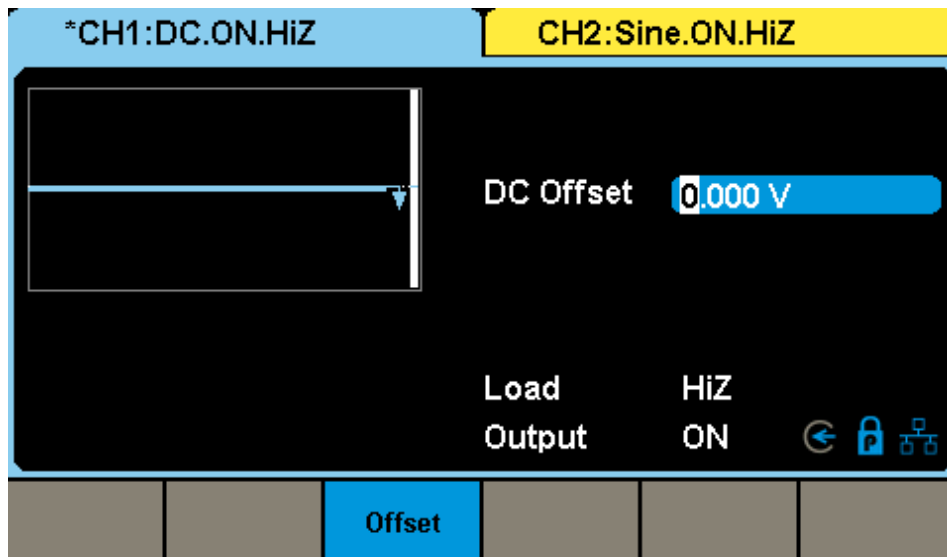 *CH1:DC.ON.HiZ
CH2:Sine.ON.HiZ
DC Offset 0.000 V
Load HiZ
Output ON
P
Offset